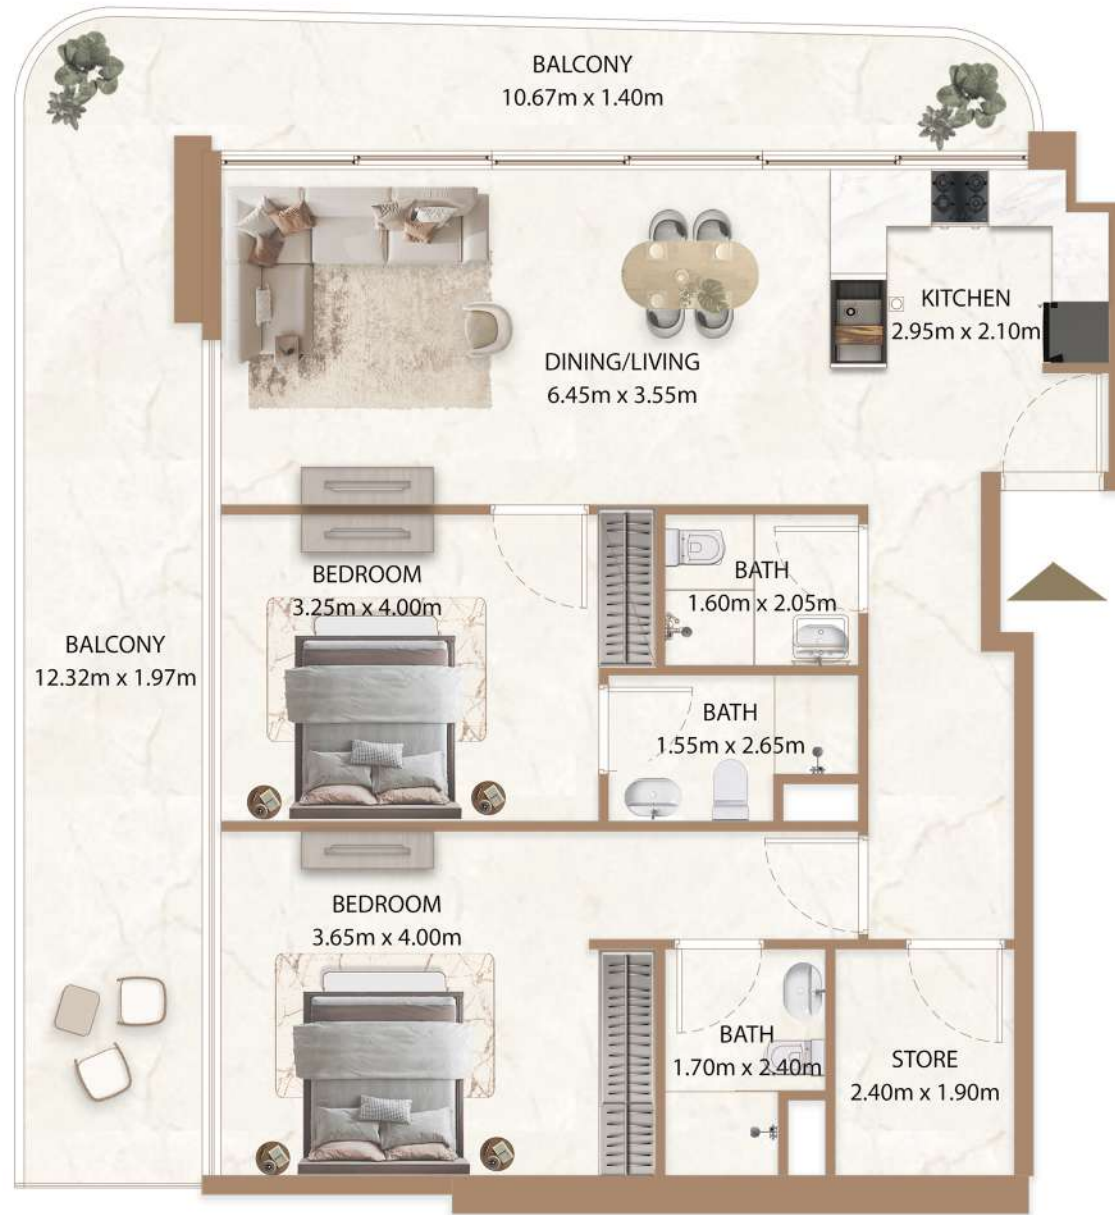 BALCONY
10.67m x 1.40m
KITCHEN
2.95m x 2.10m
DINING/LIVING
6.45m x 3.55m
BEDROOM
3.25m x 4.00m
BATH
1.60m x 2.05m
BALCONY
12.32m x 1.97m
BATH
1.55m x 2.65m
BEDROOM
3.65m x 4.00m
BATH
1.70m x 2.40m
STORE
2.40m x 1.90m